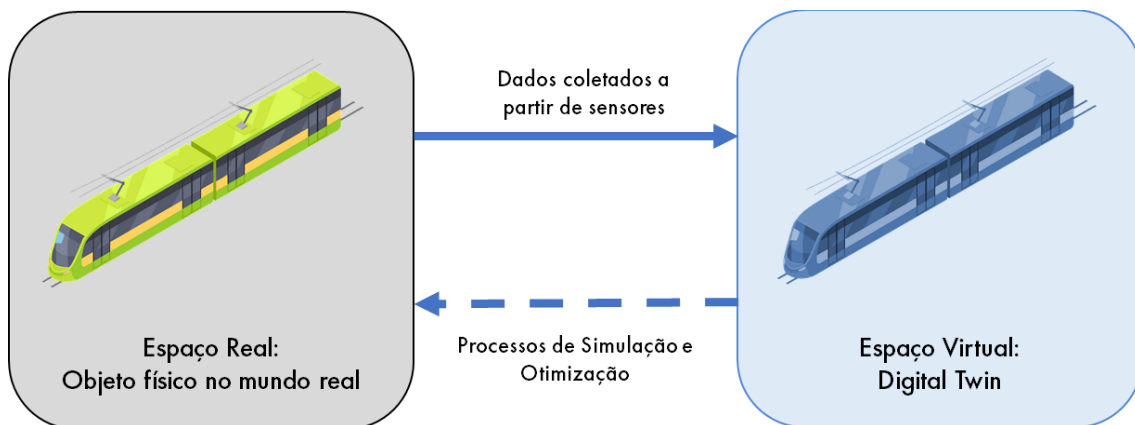 Dados coletados a
partir de sensores
Processos de Simulação e
Otimização
Espaço Real:
Objeto físico no mundo real
Espaço Virtual:
Digital Twin